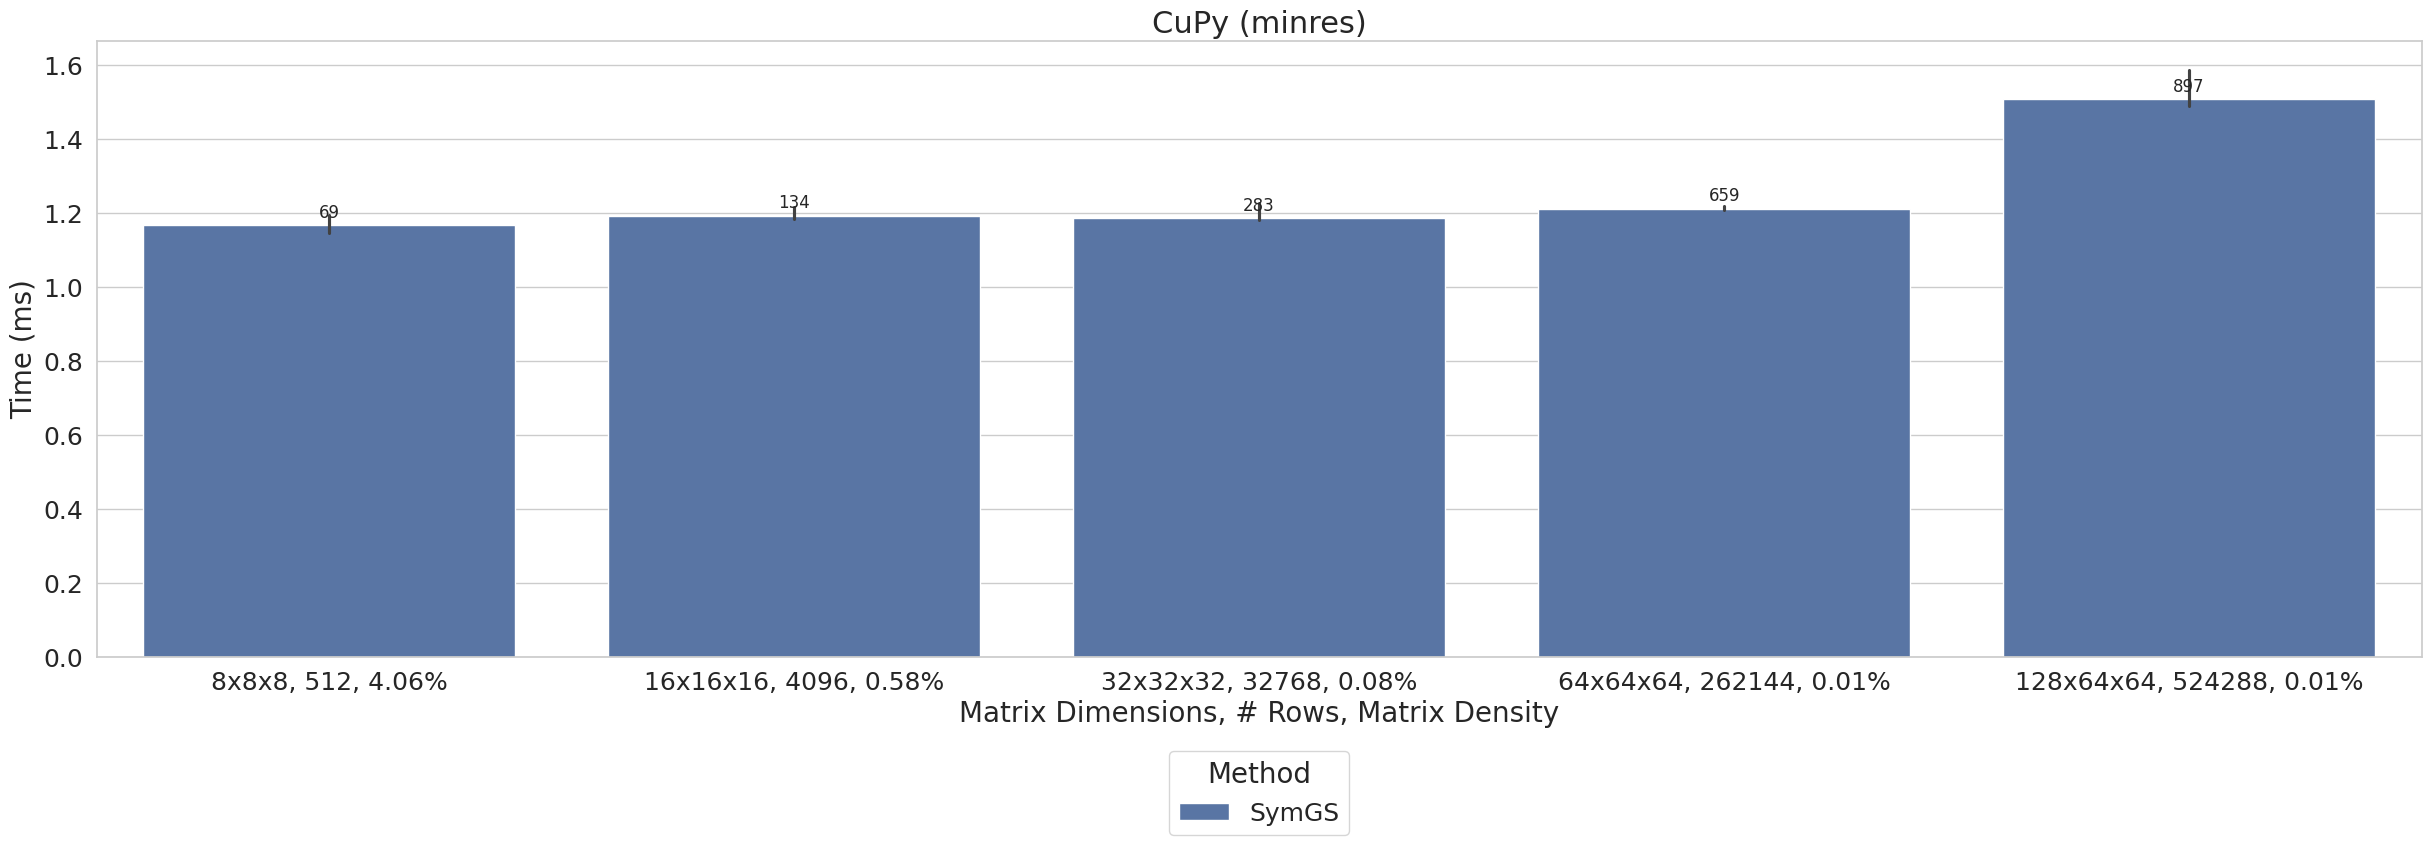 CuPy (minres)
Time (ms)
1.6
1.4
1.2
1.0
0.8
0.6
0.4
0.2
0.0
69
134
283
659
897
8x8x8, 512, 4.06%
16x16x16, 4096, 0.58%
32x32x32, 32768, 0.08%
64x64x64, 262144, 0.01%
128x64x64, 524288, 0.01%
Matrix Dimensions, # Rows, Matrix Density
Method
SymGS